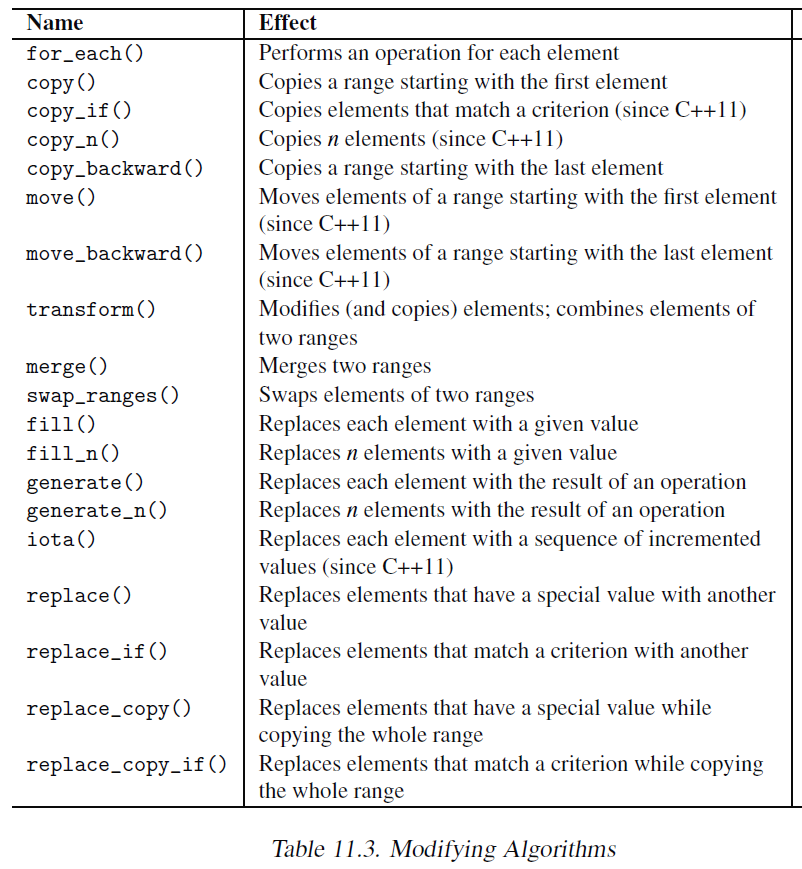 Name Effect
for_each() Performs an operation for each element
copy() Copies a range starting with the first element
copy_if() Copies elements that match a criterion (since C++11)
copy_n() Copies n elements (since C++11)
copy_backward() Copies a range starting with the last element
move() Moves elements of a range starting with the first element
(since C++11)
move_backward() Moves elements of a range starting with the last element
(since C++11)
transform() Modifies (and copies) elements; combines elements of
two ranges
merge() Merges two ranges
swap_ranges() Swaps elements of two ranges
fill() Replaces each element with a given value
fill_n() Replaces n elements with a given value
generate() Replaces each element with the result of an operation
generate_n() Replaces n elements with the result of an operation
iota() Replaces each element with a sequence of incremented
values (since C++11)
replace() Replaces elements that have a special value with another
value
replace_if() Replaces elements that match a criterion with another
value
replace_copy() Replaces elements that have a special value while
copying the whole range
replace_copy_if() Replaces elements that match a criterion while copying
the whole range
Table 11.3. Modifying Algorithms